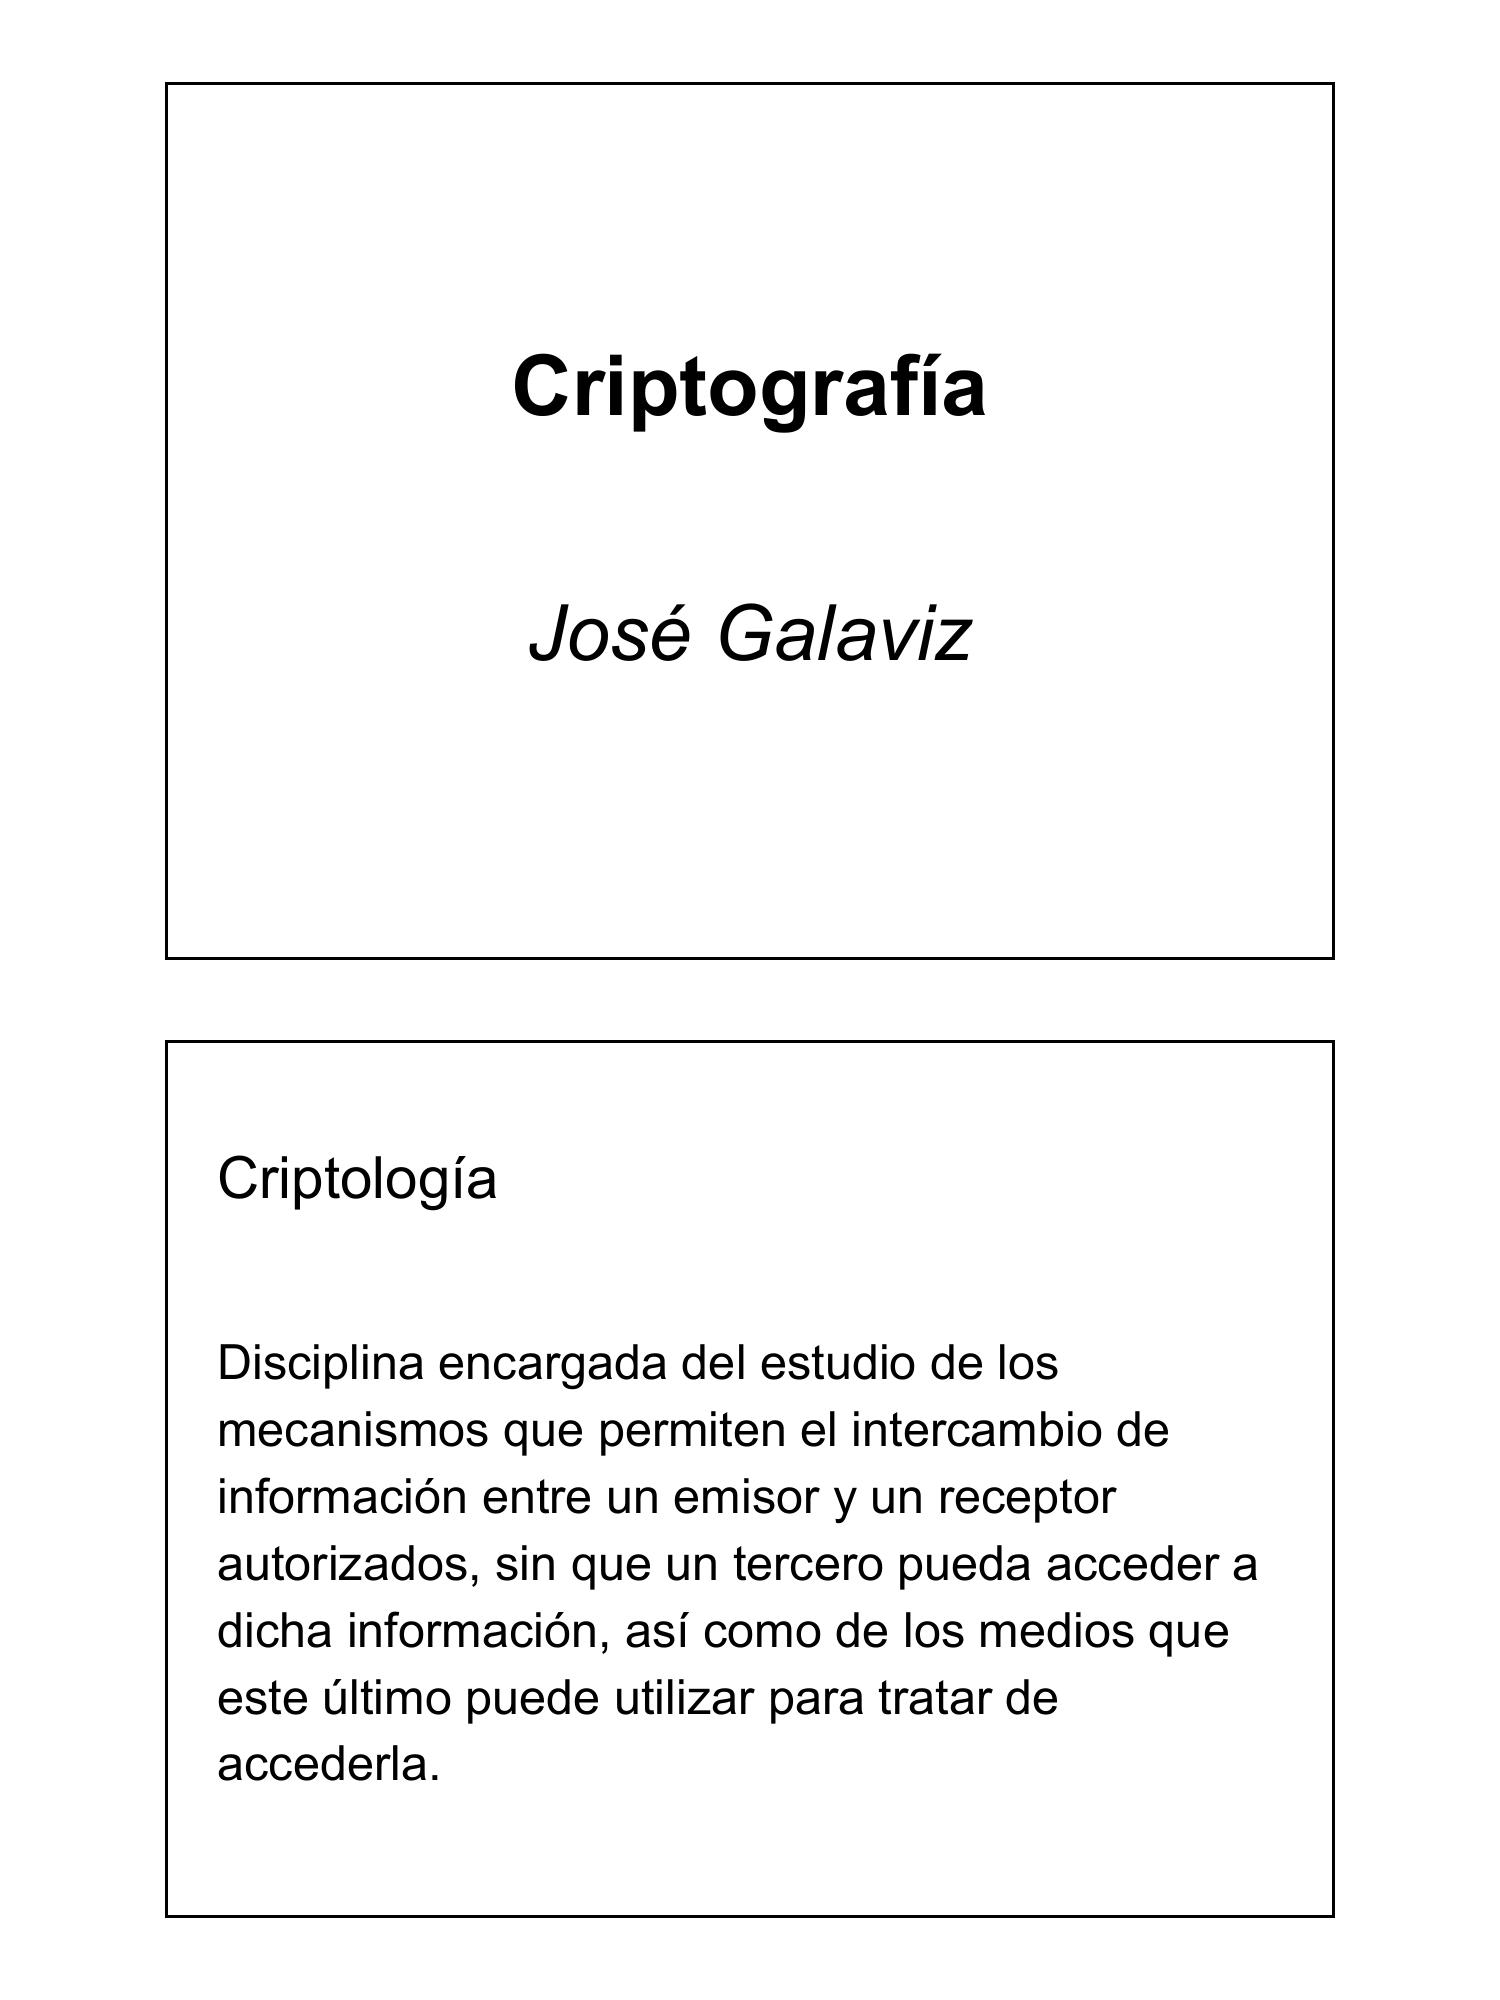 Criptografía
José Galaviz
Criptología
Disciplina encargada del estudio de los
mecanismos que permiten el intercambio de
información entre un emisor y un receptor
autorizados, sin que un tercero pueda acceder a
dicha información, así como de los medios que
este último puede utilizar para tratar de
accederla.